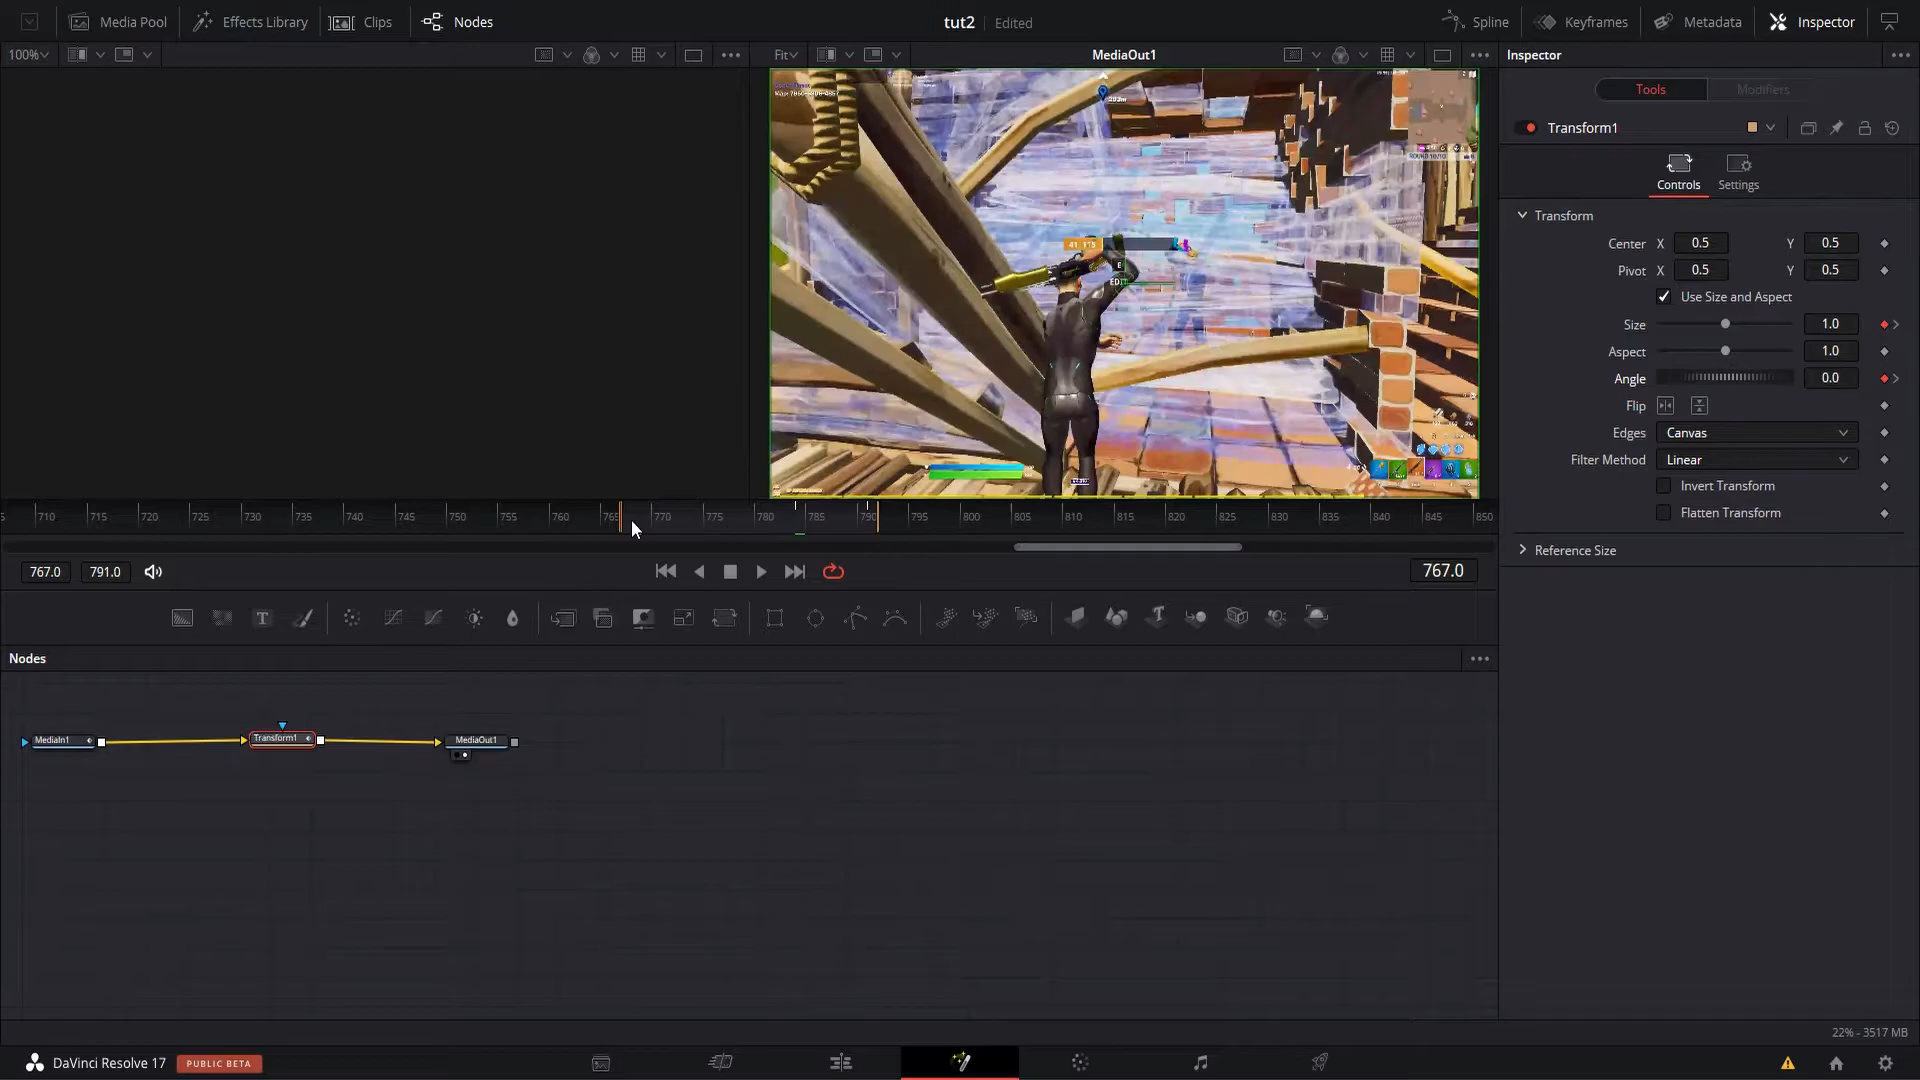 Media Pool Effects Library Clips Nodes tut2 Edited Spline Keyframes Metadata Inspector
100% Fit MediaOut1 Inspector
Tools Modifiers
Transform1
Controls Settings
Transform
Center X 0.5 Y 0.5
Pivot X 0.5 Y 0.5
Use Size and Aspect
Size 1.0
Aspect 1.0
Angle 0.0
Flip
Edges Canvas
Filter Method Linear
Invert Transform
Flatten Transform
Reference Size
41 115
E
710 715 720 725 730 735 740 745 750 755 760 765 770 775 780 785 790 795 800 805 810 815 820 825 830 835 840 845 850
767.0 791.0 767.0
Nodes
MediaIn1 Transform1 MediaOut1
22% - 3517 MB
DaVinci Resolve 17 PUBLIC BETA